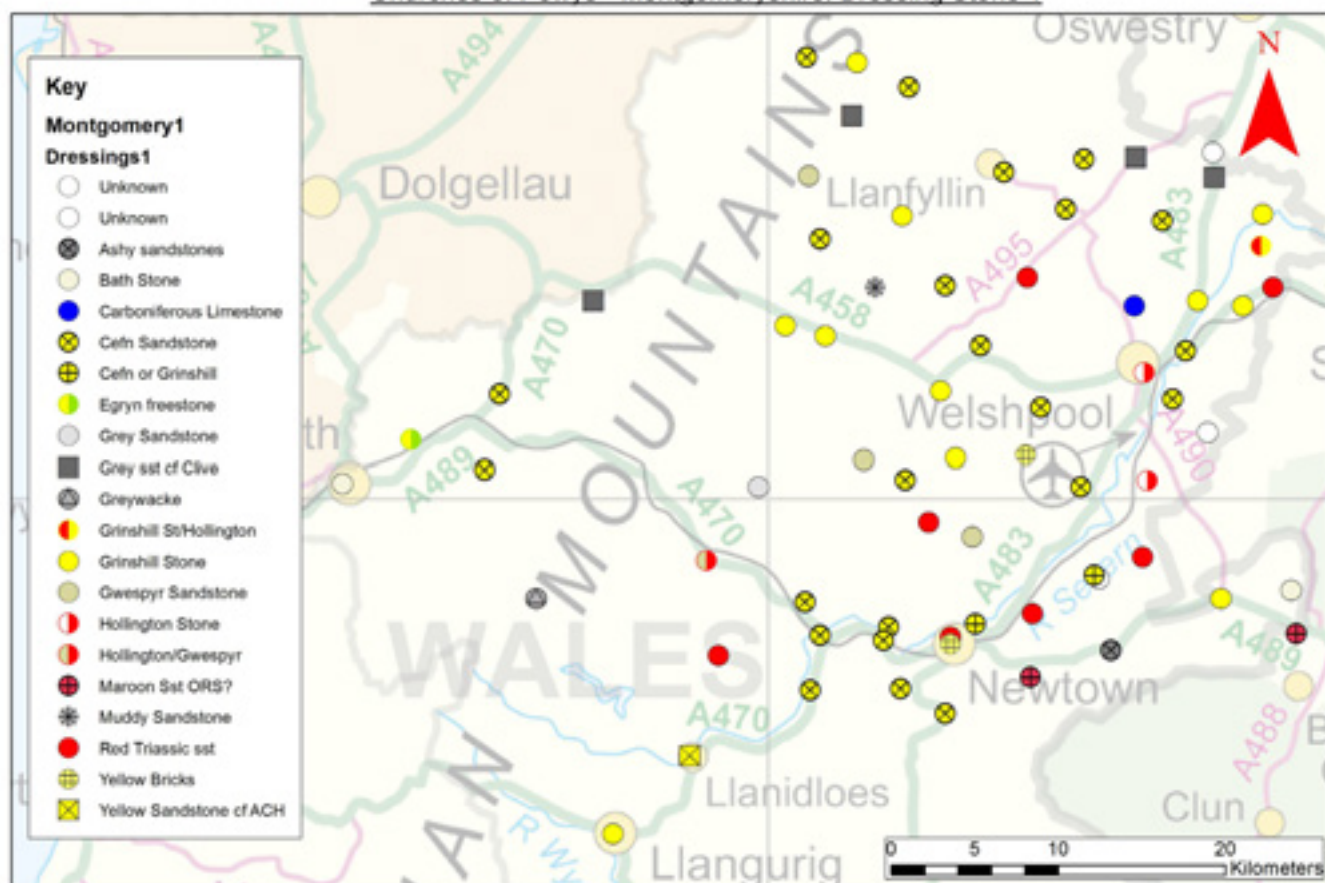 Key
Montgomery1
Dressings1
Unknown
Unknown
Ashy sandstones
Bath Stone
Carboniferous Limestone
Cefn Sandstone
Cefn or Grinshill
Egryn freestone
Grey Sandstone
Grey sst cf Clive
Greywacke
Grinshill St/Hollington
Grinshill Stone
Gwespyr Sandstone
Hollington Stone
Hollington/Gwespyr
Maroon Sst ORS?
Muddy Sandstone
Red Triassic sst
Yellow Bricks
Yellow Sandstone cf ACH
Oswestry
N
A494
Dolgellau
Llanfyllin
A483
A495
A458
A470
MOUNTAINS
Welshpool
th
A489
A490
A470
A483
R Severn
WALES
A489
Newtown
A470
A488
Llanidloes
Clun
AN
R Wy
Llangurig
0 5 10 20
Kilometers